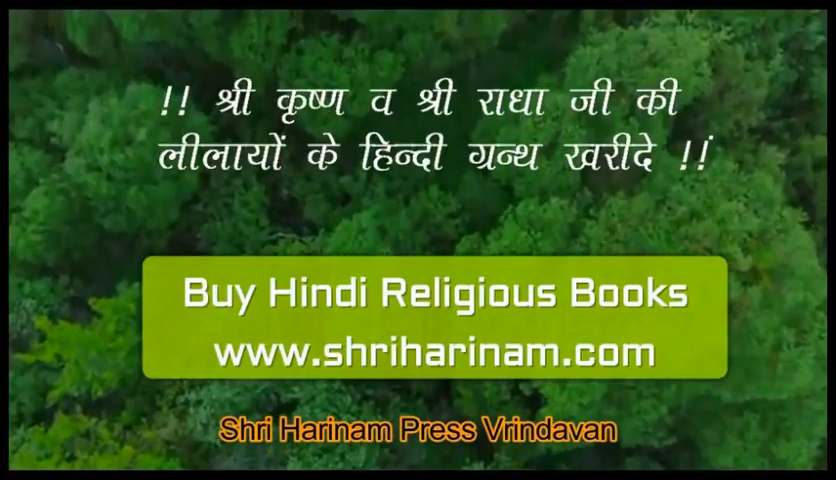 !! श्री कृष्ण व श्री राधा जी की
लीलायों के हिन्दी ग्रन्थ खरीदे !!ं
Buy Hindi Religious Books
www.shriharinam.com
Shri Harinam Press Vrindavan